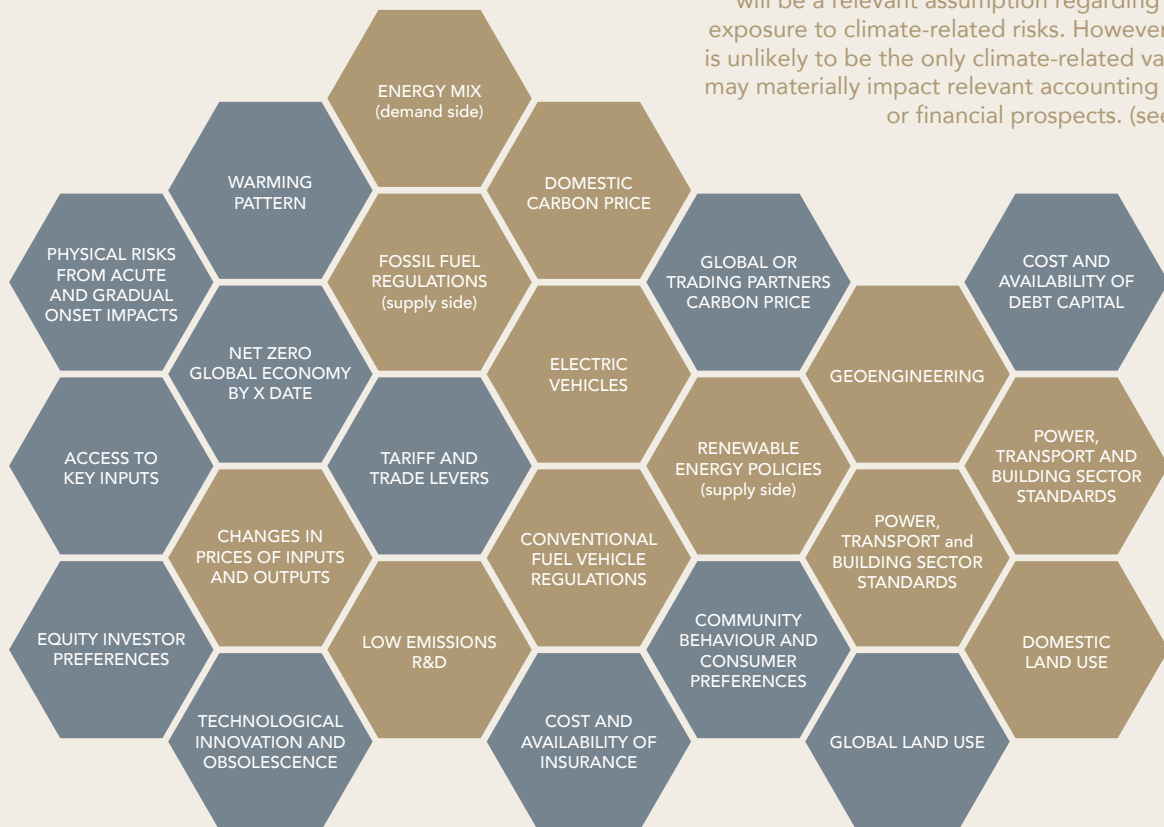 will be a relevant assumption regarding
exposure to climate-related risks. However
is unlikely to be the only climate-related va
may materially impact relevant accounting
or financial prospects. (see
ENERGY MIX
(demand side)
WARMING
PATTERN
DOMESTIC
CARBON PRICE
PHYSICAL RISKS
FROM ACUTE
AND GRADUAL
ONSET IMPACTS
FOSSIL FUEL
REGULATIONS
(supply side)
GLOBAL OR
TRADING PARTNERS
CARBON PRICE
COST AND
AVAILABILITY OF
DEBT CAPITAL
NET ZERO
GLOBAL ECONOMY
BY X DATE
ELECTRIC
VEHICLES
GEOENGINEERING
ACCESS TO
KEY INPUTS
TARIFF AND
TRADE LEVERS
RENEWABLE
ENERGY POLICIES
(supply side)
POWER,
TRANSPORT AND
BUILDING SECTOR
STANDARDS
CHANGES IN
PRICES OF INPUTS
AND OUTPUTS
CONVENTIONAL
FUEL VEHICLE
REGULATIONS
POWER,
TRANSPORT and
BUILDING SECTOR
STANDARDS
EQUITY INVESTOR
PREFERENCES
LOW EMISSIONS
R&D
COMMUNITY
BEHAVIOUR AND
CONSUMER
PREFERENCES
DOMESTIC
LAND USE
TECHNOLOGICAL
INNOVATION AND
OBSOLESCENCE
COST AND
AVAILABILITY OF
INSURANCE
GLOBAL LAND USE